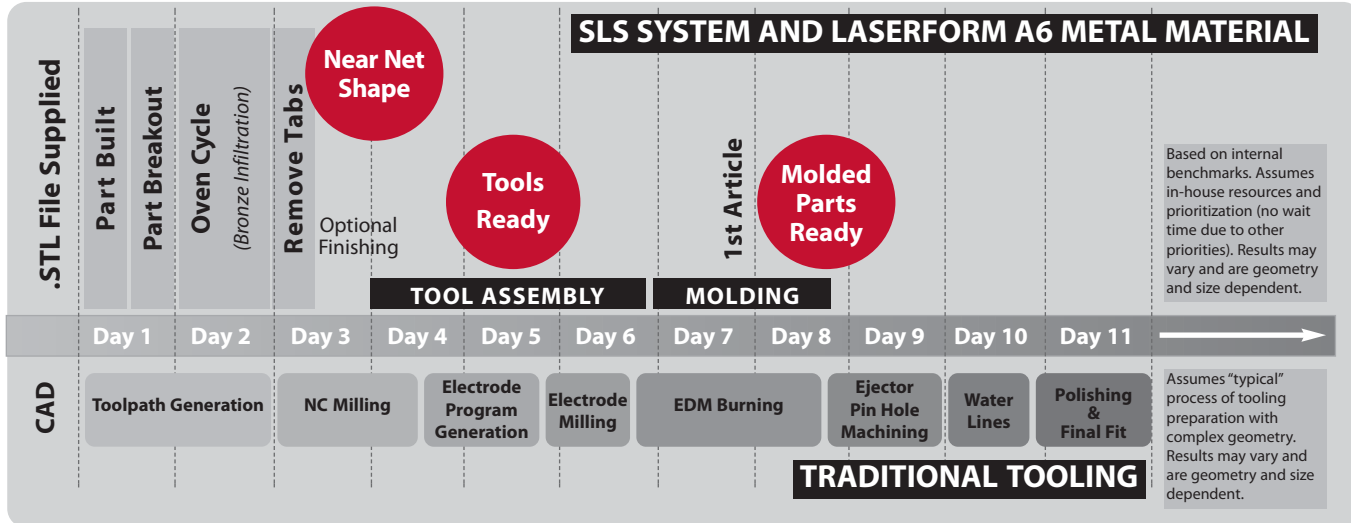 SLS SYSTEM AND LASERFORM A6 METAL MATERIAL
.STL File Supplied
Part Built
Part Breakout
Oven Cycle
(Bronze Infiltration)
Remove Tabs
Near Net
Shape
Optional
Finishing
Tools
Ready
1st Article
Molded
Parts
Ready
TOOL ASSEMBLY
MOLDING
Based on internal
benchmarks. Assumes
in-house resources and
prioritization (no wait
time due to other
priorities). Results may
vary and are geometry
and size dependent.
Day 1
Day 2
Day 3
Day 4
Day 5
Day 6
Day 7
Day 8
Day 9
Day 10
Day 11
CAD
Toolpath Generation
NC Milling
Electrode
Program
Generation
Electrode
Milling
EDM Burning
Ejector
Pin Hole
Machining
Water
Lines
Polishing
&
Final Fit
Assumes “typical”
process of tooling
preparation with
complex geometry.
Results may vary and
are geometry and size
dependent.
TRADITIONAL TOOLING